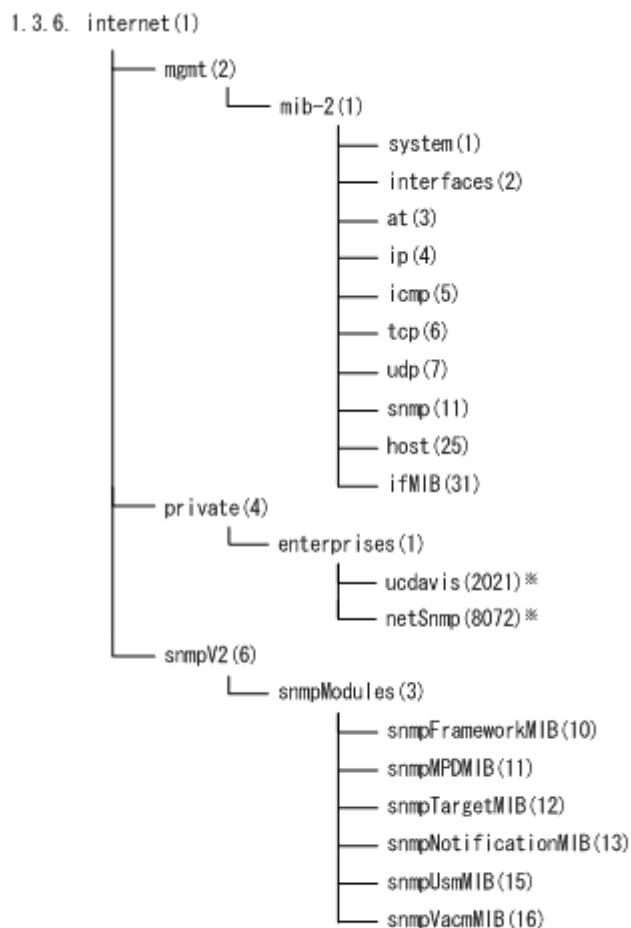 1.3.6. internet(1)
mgmt(2)
mib-2(1)
system(1)
interfaces(2)
at(3)
ip(4)
icmp(5)
tcp(6)
udp(7)
snmp(11)
host(25)
ifMIB(31)
private(4)
enterprises(1)
ucdavis(2021)※
netSnmp(8072)※
snmpV2(6)
snmpModules(3)
snmpFrameworkMIB(10)
snmpMPDMIB(11)
snmpTargetMIB(12)
snmpNotificationMIB(13)
snmpUsmMIB(15)
snmpVacmMIB(16)